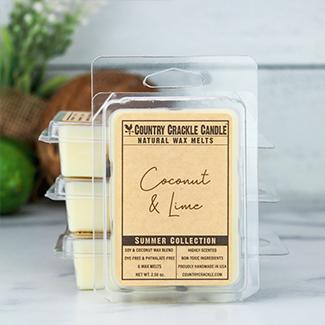 COUNTRY CRACKLE CANDLE
NATURAL WAX MELTS
Coconut
& Lime
SUMMER COLLECTION
SOY & COCONUT WAX BLEND
HIGHLY SCENTED
DYE-FREE & PHTHALATE-FREE
NON-TOXIC INGREDIENTS
6 WAX MELTS
PROUDLY HANDMADE IN USA
NET WT. 2.50 oz.
COUNTRYCRACKLE.COM